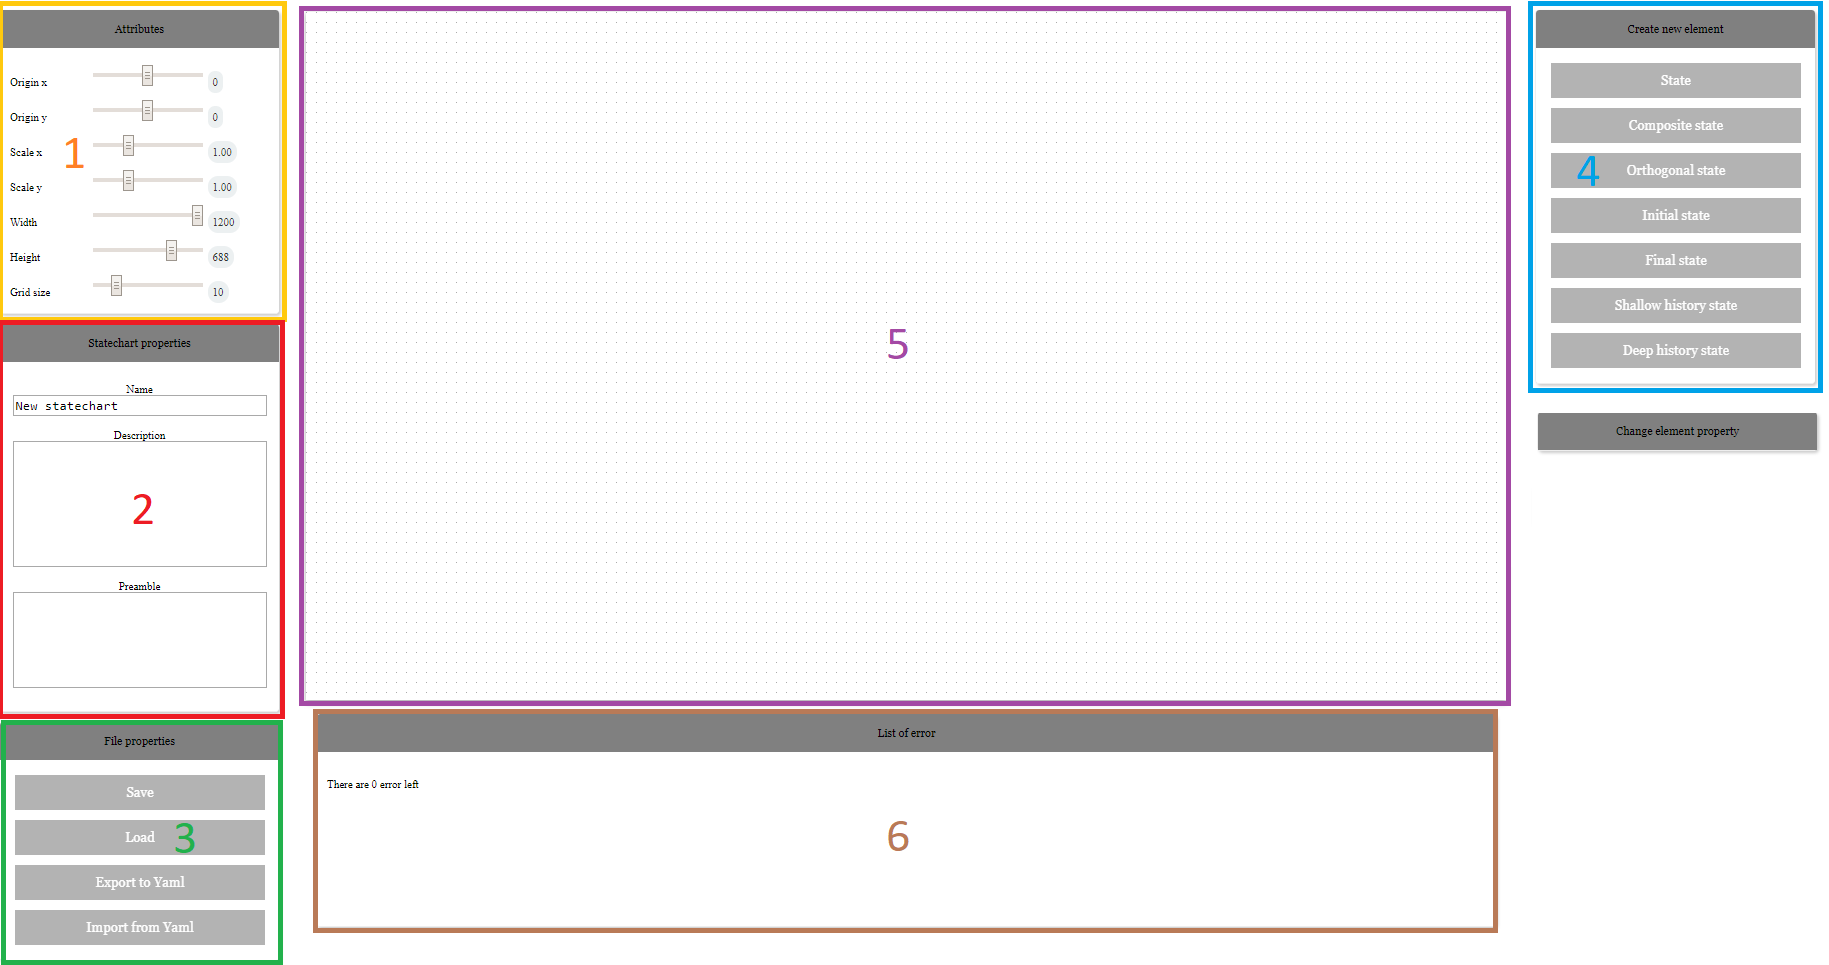 Attributes
Origin x 0
Origin y 0
1
Scale x 1.00
Scale y 1.00
Width 1200
Height 688
Grid size 10
Statechart properties
Name
New statechart
Description
2
Preamble
File properties
Save
Load 3
Export to Yaml
Import from Yaml
5
List of error
There are 0 error left
6
Create new element
State
Composite state
4 Orthogonal state
Initial state
Final state
Shallow history state
Deep history state
Change element property